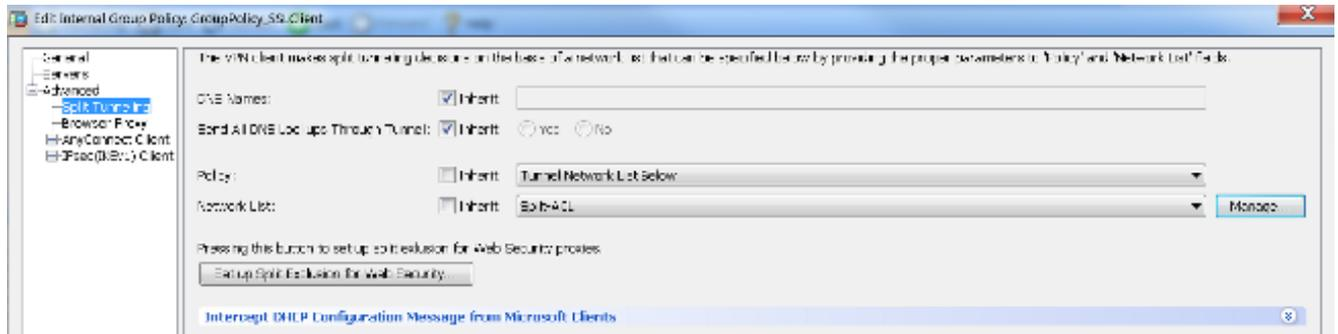 Edit Internal Group Policy: GroupPolicy_SSLClient
General
Servers
Advanced
Split Tunneling
Browser Proxy
AnyConnect Client
IPsec(IKEv1) Client
The VPN client makes split tunneling decisions on the basis of a network list that can be specified below by providing the proper parameters to 'Policy' and 'Network List' fields.
DNS Names: Inherit
Send All DNS Lookups Through Tunnel: Inherit Yes No
Policy: Inherit Tunnel Network List Below
Network List: Inherit Split-ACL Manage...
Pressing this button to set up split exlusion for Web Security proxies.
Set up Split Exclusion for Web Security...
Intercept DHCP Configuration Message from Microsoft Clients